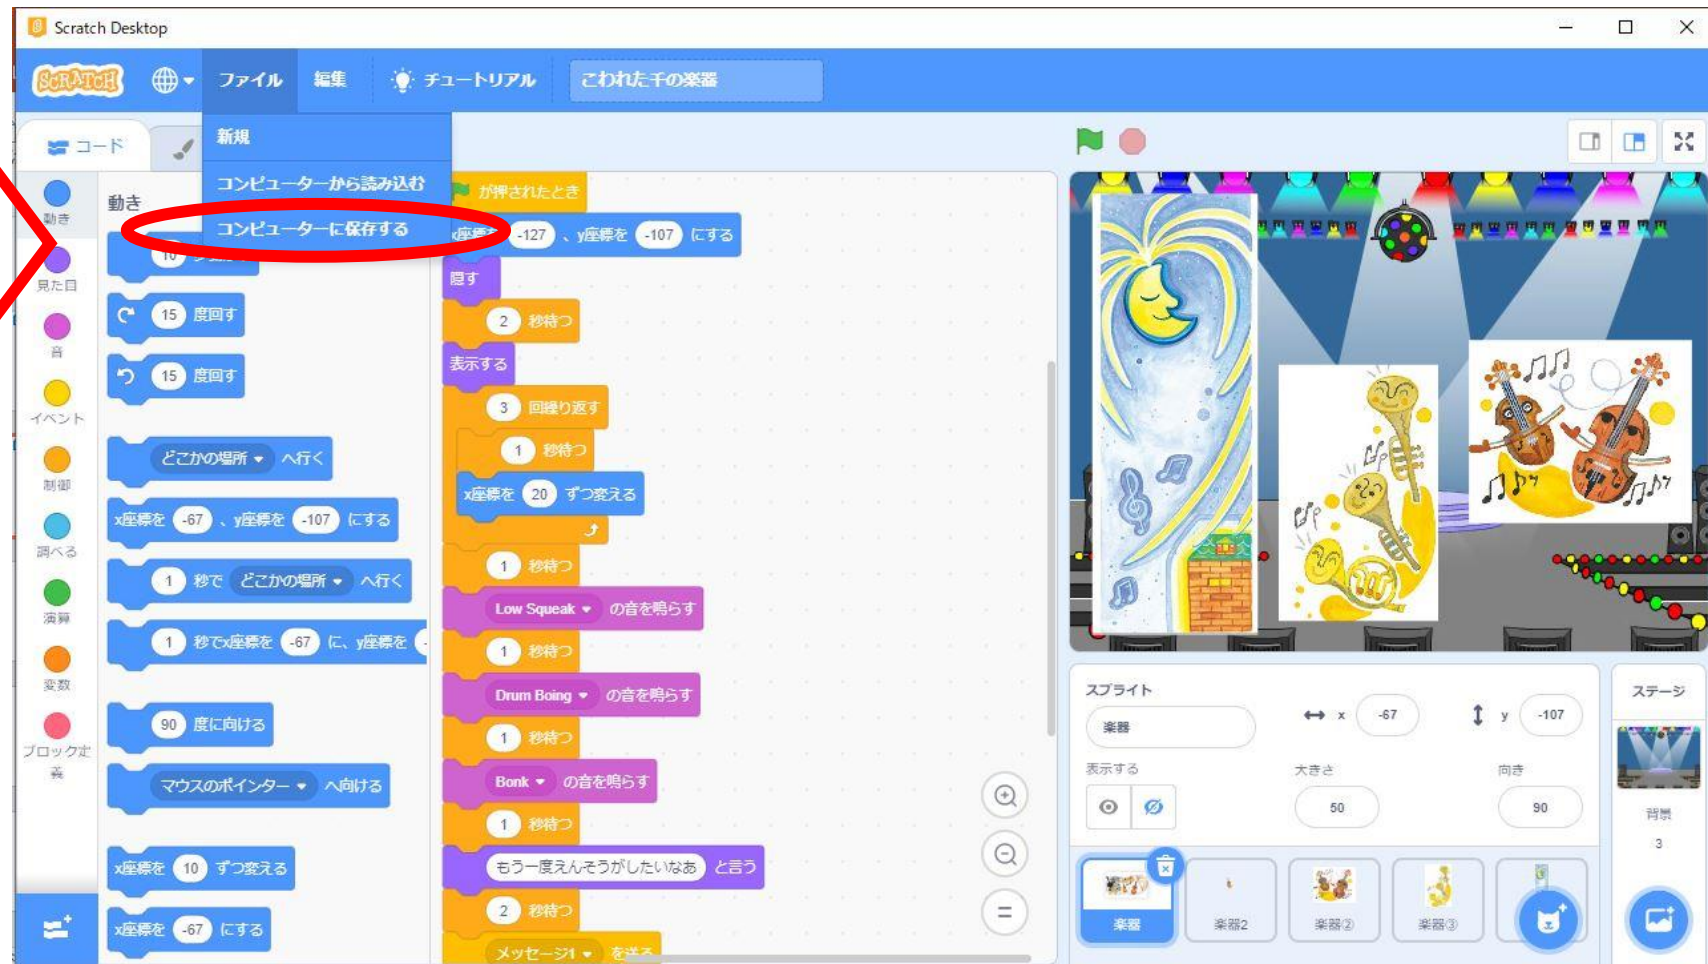 Scratch Desktop
SCRATCH
ファイル
編集
チュートリアル
こわれた千の楽器
コード
新規
コンピューターから読み込む
コンピューターに保存する
動き
見た目
音
イベント
制御
調べる
演算
変数
ブロック定
義
動き
10
15 度回す
15 度回す
どこかの場所 へ行く
x座標を -67 、y座標を -107 にする
1 秒で どこかの場所 へ行く
1 秒でx座標を -67 に、y座標を
90 度に向ける
マウスのポインター へ向ける
x座標を 10 ずつ変える
x座標を -67 にする
が押されたとき
x座標を -127 、y座標を -107 にする
隠す
2 秒待つ
表示する
3 回繰り返す
1 秒待つ
x座標を 20 ずつ変える
1 秒待つ
Low Squeak の音を鳴らす
1 秒待つ
Drum Boing の音を鳴らす
1 秒待つ
Bonk の音を鳴らす
1 秒待つ
もう一度えんそうがしたいなあ と言う
2 秒待つ
メッセージ1 を送る
スプライト
楽器
x -67
y -107
表示する
大きさ
50
向き
90
楽器
楽器2
楽器②
楽器③
ステージ
背景
3